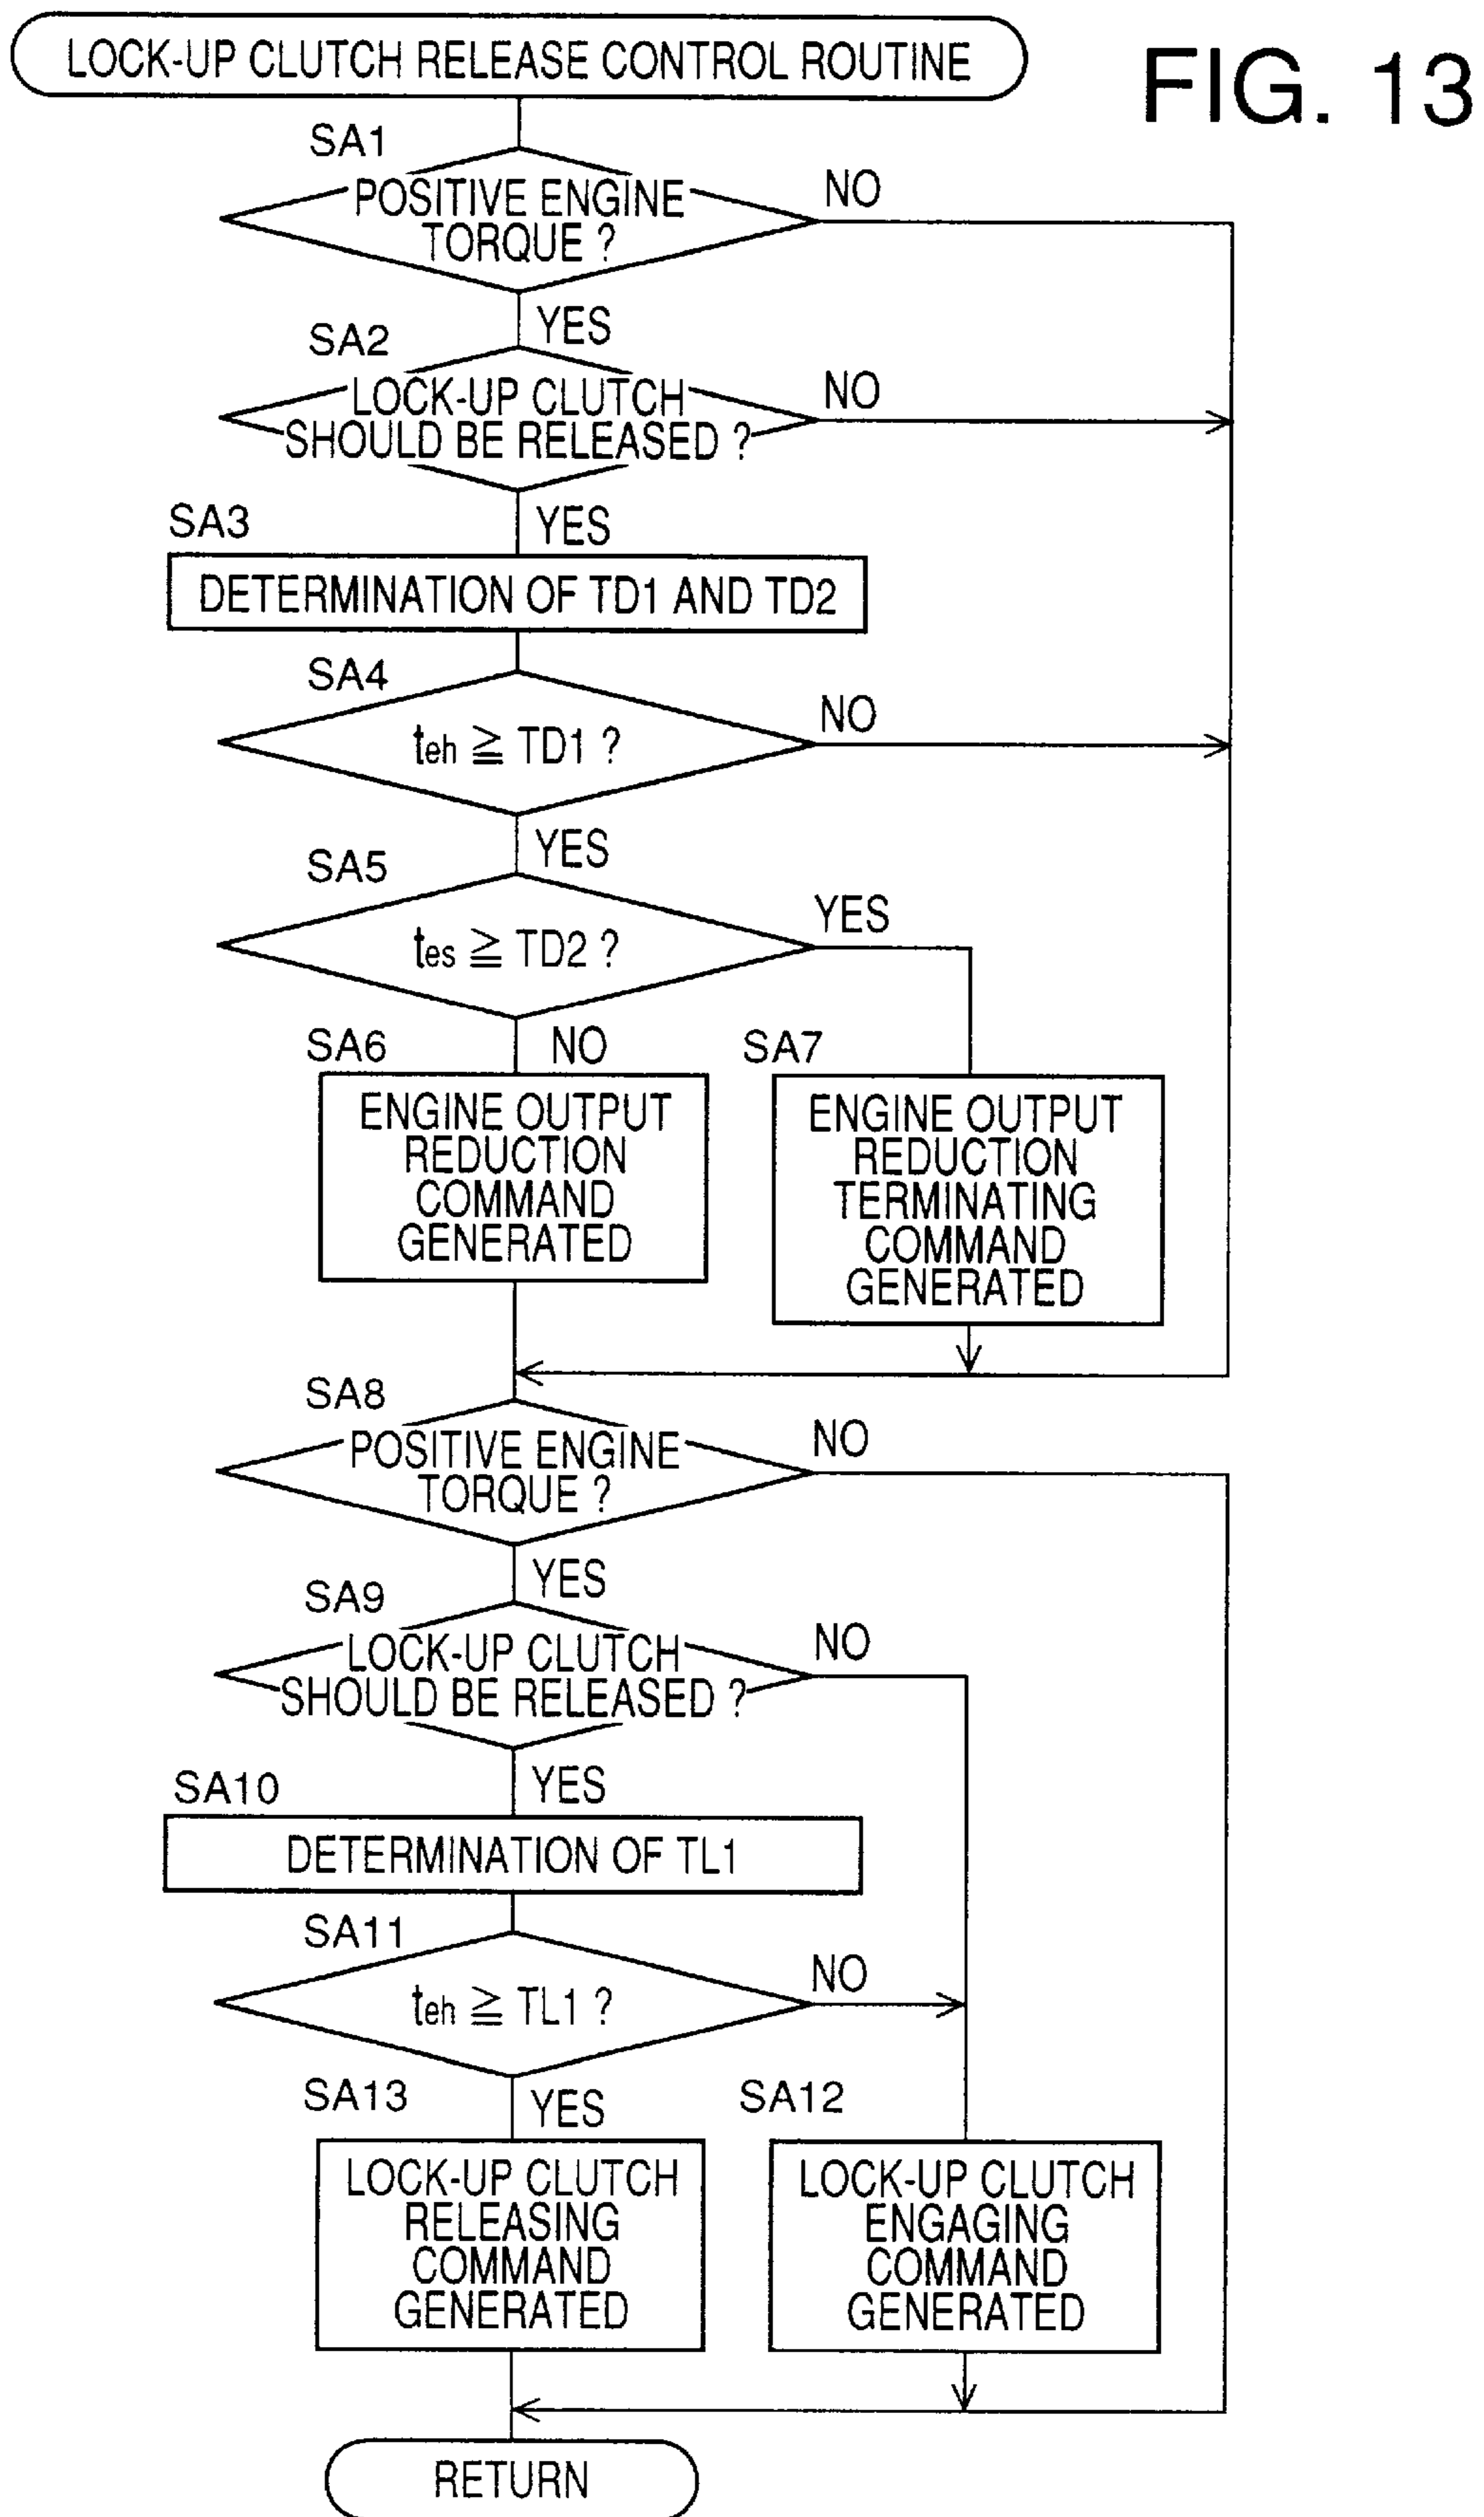 LOCK-UP CLUTCH RELEASE CONTROL ROUTINE
FIG. 13
SA1
POSITIVE ENGINE
TORQUE ?
NO
YES
SA2
LOCK-UP CLUTCH
SHOULD BE RELEASED ?
NO
YES
SA3
DETERMINATION OF TD1 AND TD2
SA4
teh ≧ TD1 ?
NO
YES
SA5
tes ≧ TD2 ?
YES
NO
SA6
ENGINE OUTPUT
REDUCTION
COMMAND
GENERATED
SA7
ENGINE OUTPUT
REDUCTION
TERMINATING
COMMAND
GENERATED
SA8
POSITIVE ENGINE
TORQUE ?
NO
YES
SA9
LOCK-UP CLUTCH
SHOULD BE RELEASED ?
NO
YES
SA10
DETERMINATION OF TL1
SA11
teh ≧ TL1 ?
NO
YES
SA13
LOCK-UP CLUTCH
RELEASING
COMMAND
GENERATED
SA12
LOCK-UP CLUTCH
ENGAGING
COMMAND
GENERATED
RETURN